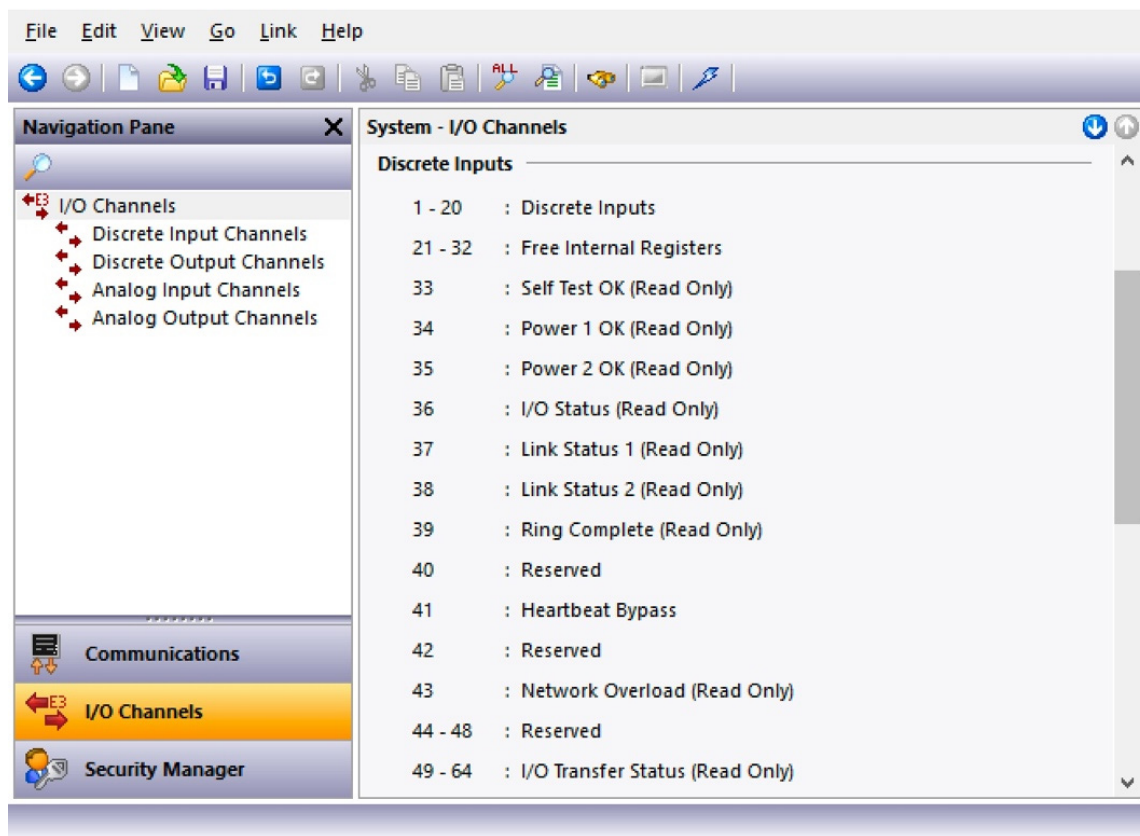 File Edit View Go Link Help
ALL
Navigation Pane
System - I/O Channels
Discrete Inputs
E3 I/O Channels
Discrete Input Channels
Discrete Output Channels
Analog Input Channels
Analog Output Channels
1 - 20 : Discrete Inputs
21 - 32 : Free Internal Registers
33 : Self Test OK (Read Only)
34 : Power 1 OK (Read Only)
35 : Power 2 OK (Read Only)
36 : I/O Status (Read Only)
37 : Link Status 1 (Read Only)
38 : Link Status 2 (Read Only)
39 : Ring Complete (Read Only)
40 : Reserved
41 : Heartbeat Bypass
42 : Reserved
43 : Network Overload (Read Only)
44 - 48 : Reserved
49 - 64 : I/O Transfer Status (Read Only)
Communications
E3 I/O Channels
Security Manager